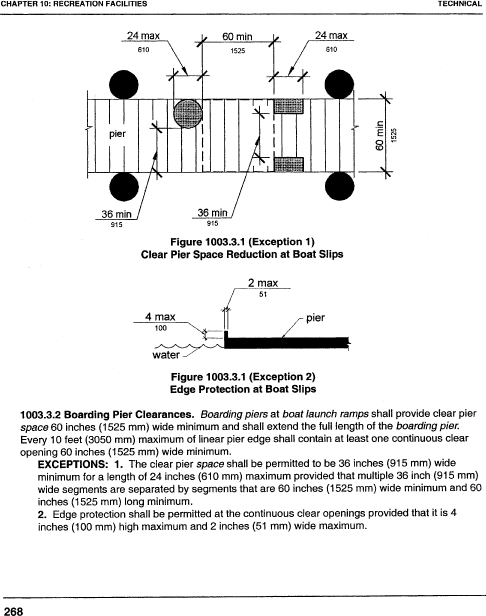 CHAPTER 10: RECREATION FACILITIES TECHNICAL
24 max 60 min 24 max
610 1525 610
pier
60 min
1525
36 min 36 min
915 915
Figure 1003.3.1 (Exception 1)
Clear Pier Space Reduction at Boat Slips
2 max
51
4 max
100
pier
water
Figure 1003.3.1 (Exception 2)
Edge Protection at Boat Slips
1003.3.2 Boarding Pier Clearances. Boarding piers at boat launch ramps shall provide clear pier
space 60 inches (1525 mm) wide minimum and shall extend the full length of the boarding pier.
Every 10 feet (3050 mm) maximum of linear pier edge shall contain at least one continuous clear
opening 60 inches (1525 mm) wide minimum.
EXCEPTIONS: 1. The clear pier space shall be permitted to be 36 inches (915 mm) wide
minimum for a length of 24 inches (610 mm) maximum provided that multiple 36 inch (915 mm)
wide segments are separated by segments that are 60 inches (1525 mm) wide minimum and 60
inches (1525 mm) long minimum.
2. Edge protection shall be permitted at the continuous clear openings provided that it is 4
inches (100 mm) high maximum and 2 inches (51 mm) wide maximum.
268